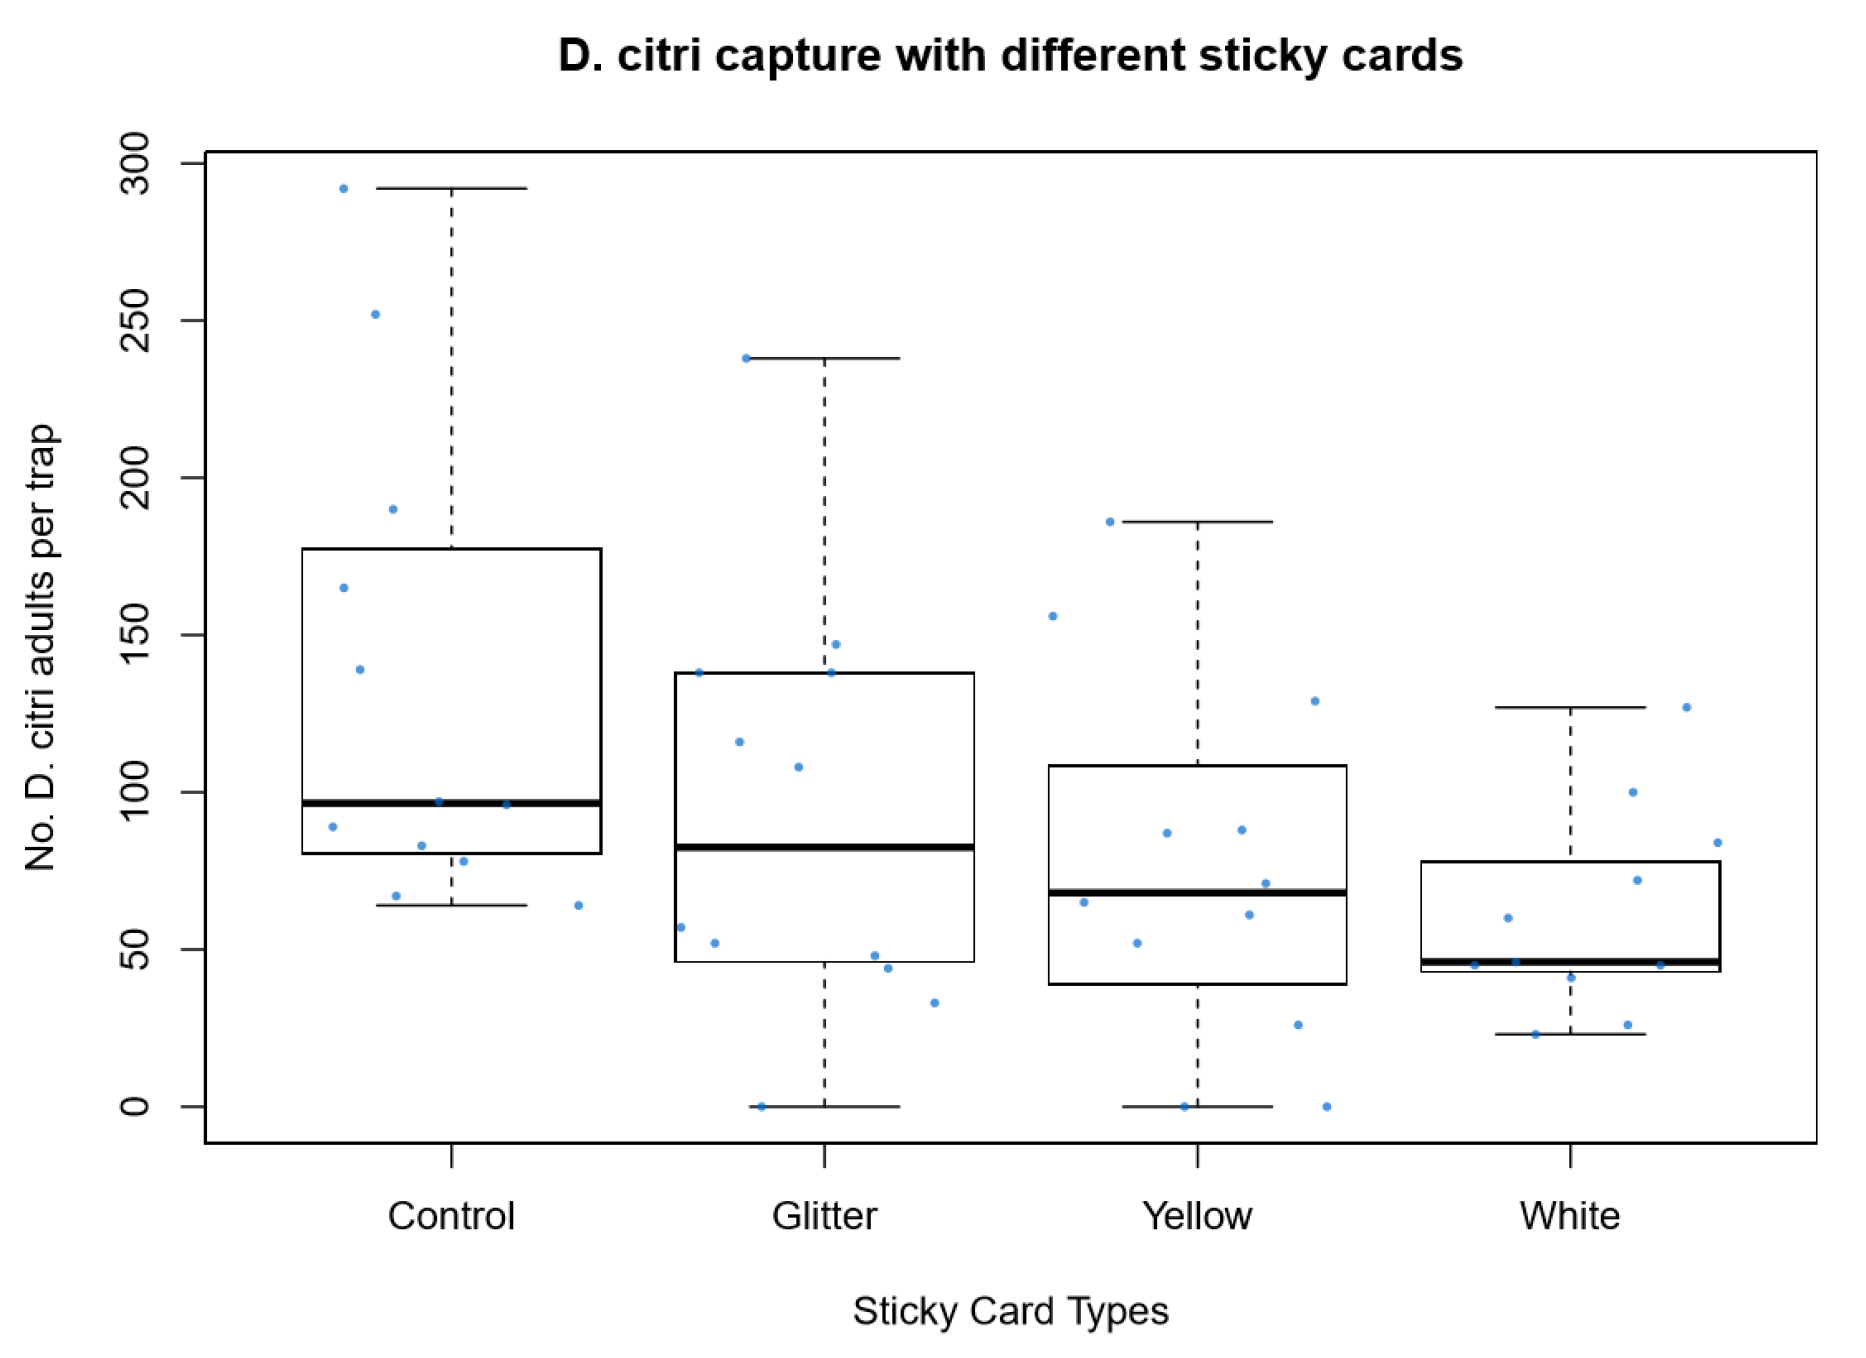 D. citri capture with different sticky cards
No. D. citri adults per trap
300
250
200
150
100
50
0
Control Glitter Yellow White
Sticky Card Types